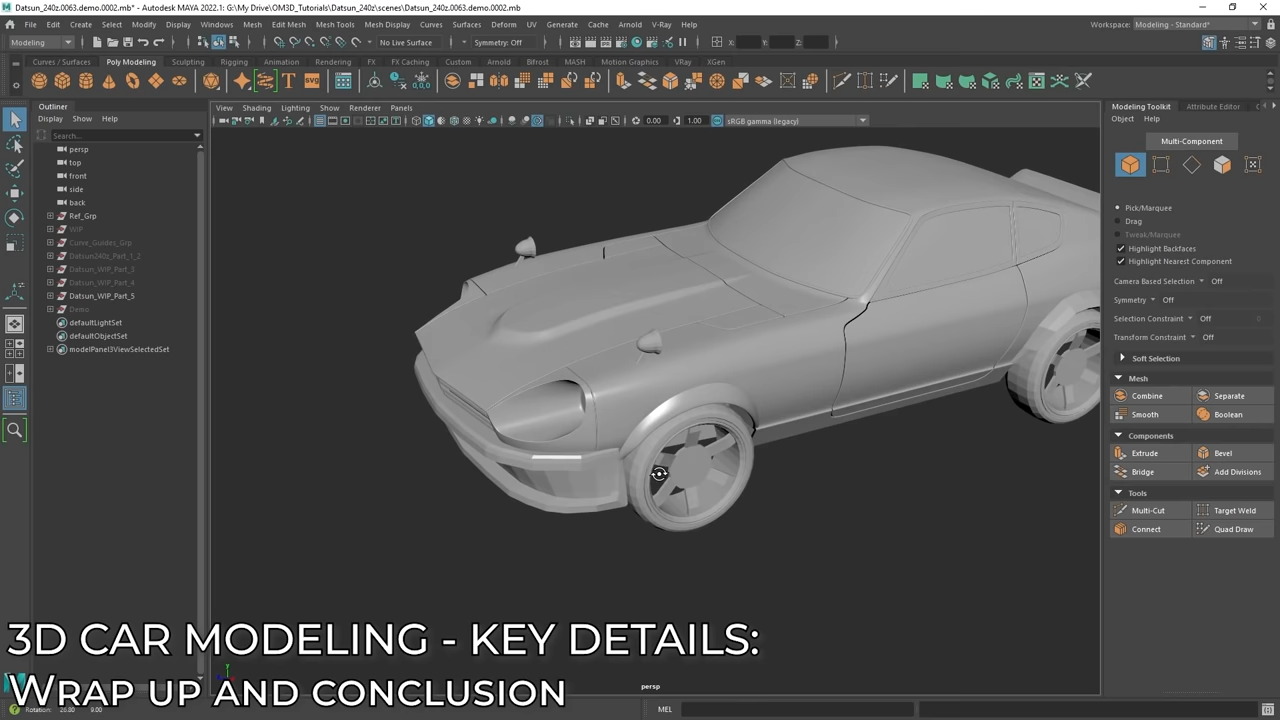 Datsun_240z.0063.demo.0002.mb* - Autodesk MAYA 2022.1: G:\My Drive\OM3D_Tutorials\Datsun_240z\scenes\Datsun_240z.0063.demo.0002.mb
File Edit Create Select Modify Display Windows Mesh Edit Mesh Mesh Tools Mesh Display Curves Surfaces Deform UV Generate Cache Arnold V-Ray Help
Workspace: Modeling - Standard*
Modeling No Live Surface Symmetry: Off X: Y: Z:
Curves / Surfaces Poly Modeling Sculpting Rigging Animation Rendering FX FX Caching Custom Arnold Bifrost MASH Motion Graphics VRay XGen
Outliner
Display Show Help
Search...
persp
top
front
side
back
Ref_Grp
WIP
Curve_Guides_Grp
Datsun240z_Part_1_2
Datsun_WIP_Part_3
Datsun_WIP_Part_4
Datsun_WIP_Part_5
Demo
defaultLightSet
defaultObjectSet
modelPanel3ViewSelectedSet
View Shading Lighting Show Renderer Panels
0.00 1.00 sRGB gamma (legacy)
persp
Modeling Toolkit Attribute Editor
Object Help
Multi-Component
Pick/Marquee
Drag
Tweak/Marquee
Highlight Backfaces
Highlight Nearest Component
Camera Based Selection Off
Symmetry Off
Selection Constraint Off 0
Transform Constraint Off
Soft Selection
Mesh
Combine Separate
Smooth Boolean
Components
Extrude Bevel
Bridge Add Divisions
Tools
Multi-Cut Target Weld
Connect Quad Draw
3D CAR MODELING - KEY DETAILS:
WRAP UP AND CONCLUSION
MEL